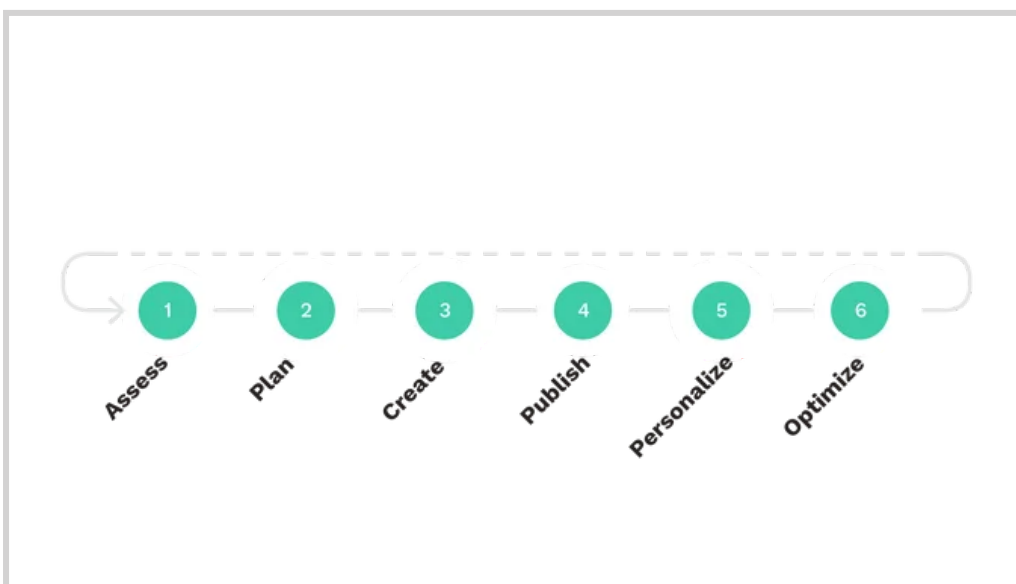 1
Assess
2
Plan
3
Create
4
Publish
5
Personalize
6
Optimize